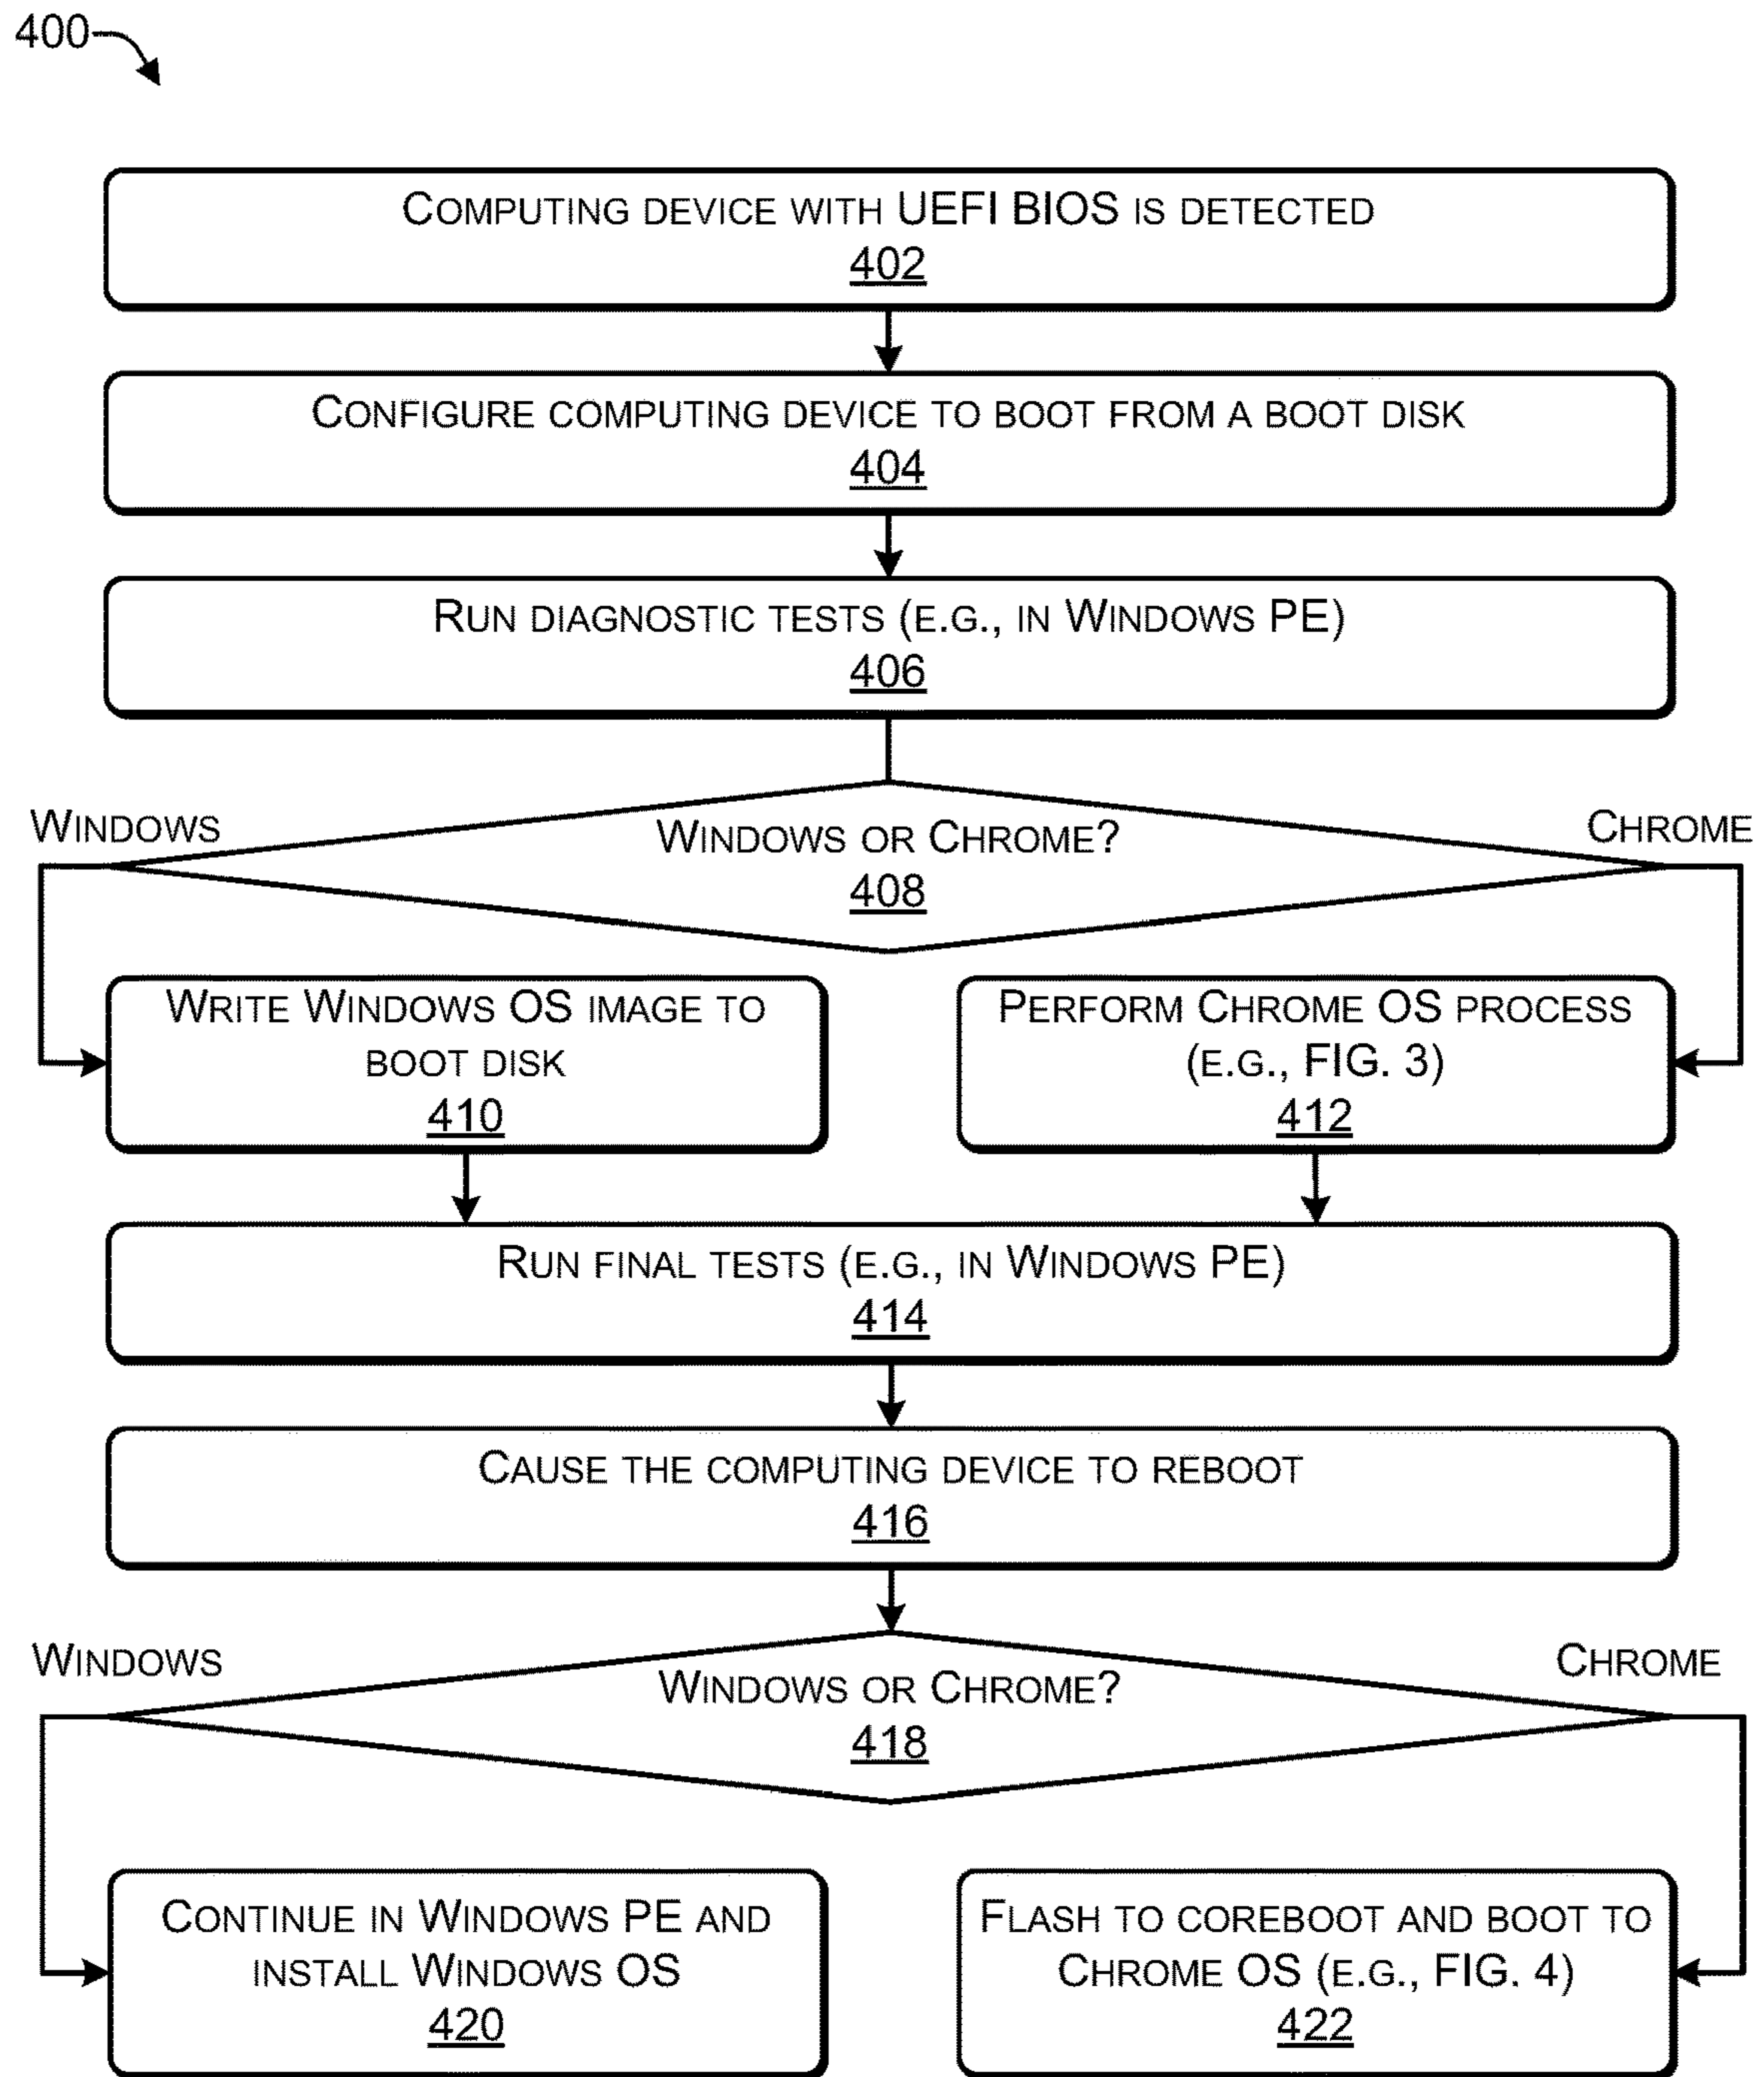 400
COMPUTING DEVICE WITH UEFI BIOS IS DETECTED
402
CONFIGURE COMPUTING DEVICE TO BOOT FROM A BOOT DISK
404
RUN DIAGNOSTIC TESTS (E.G., IN WINDOWS PE)
406
WINDOWS
WINDOWS OR CHROME?
CHROME
408
WRITE WINDOWS OS IMAGE TO
BOOT DISK
410
PERFORM CHROME OS PROCESS
(E.G., FIG. 3)
412
RUN FINAL TESTS (E.G., IN WINDOWS PE)
414
CAUSE THE COMPUTING DEVICE TO REBOOT
416
WINDOWS
WINDOWS OR CHROME?
CHROME
418
CONTINUE IN WINDOWS PE AND
INSTALL WINDOWS OS
420
FLASH TO COREBOOT AND BOOT TO
CHROME OS (E.G., FIG. 4)
422